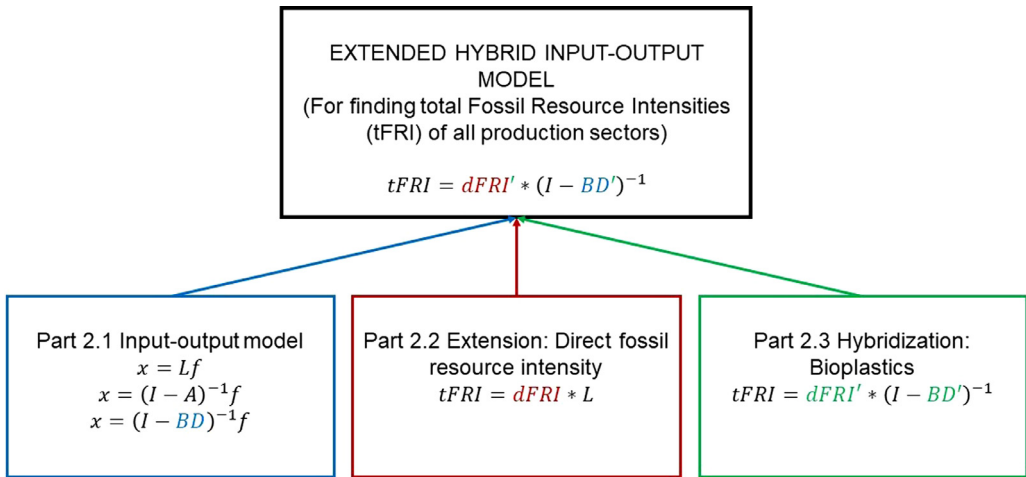 EXTENDED HYBRID INPUT-OUTPUT
MODEL
(For finding total Fossil Resource Intensities
(tFRI) of all production sectors)
tFRI = dFRI′ ∗ (I − BD′)⁻¹
Part 2.1 Input-output model
x = Lf
x = (I − A)⁻¹f
x = (I − BD)⁻¹f
Part 2.2 Extension: Direct fossil
resource intensity
tFRI = dFRI ∗ L
Part 2.3 Hybridization:
Bioplastics
tFRI = dFRI′ ∗ (I − BD′)⁻¹